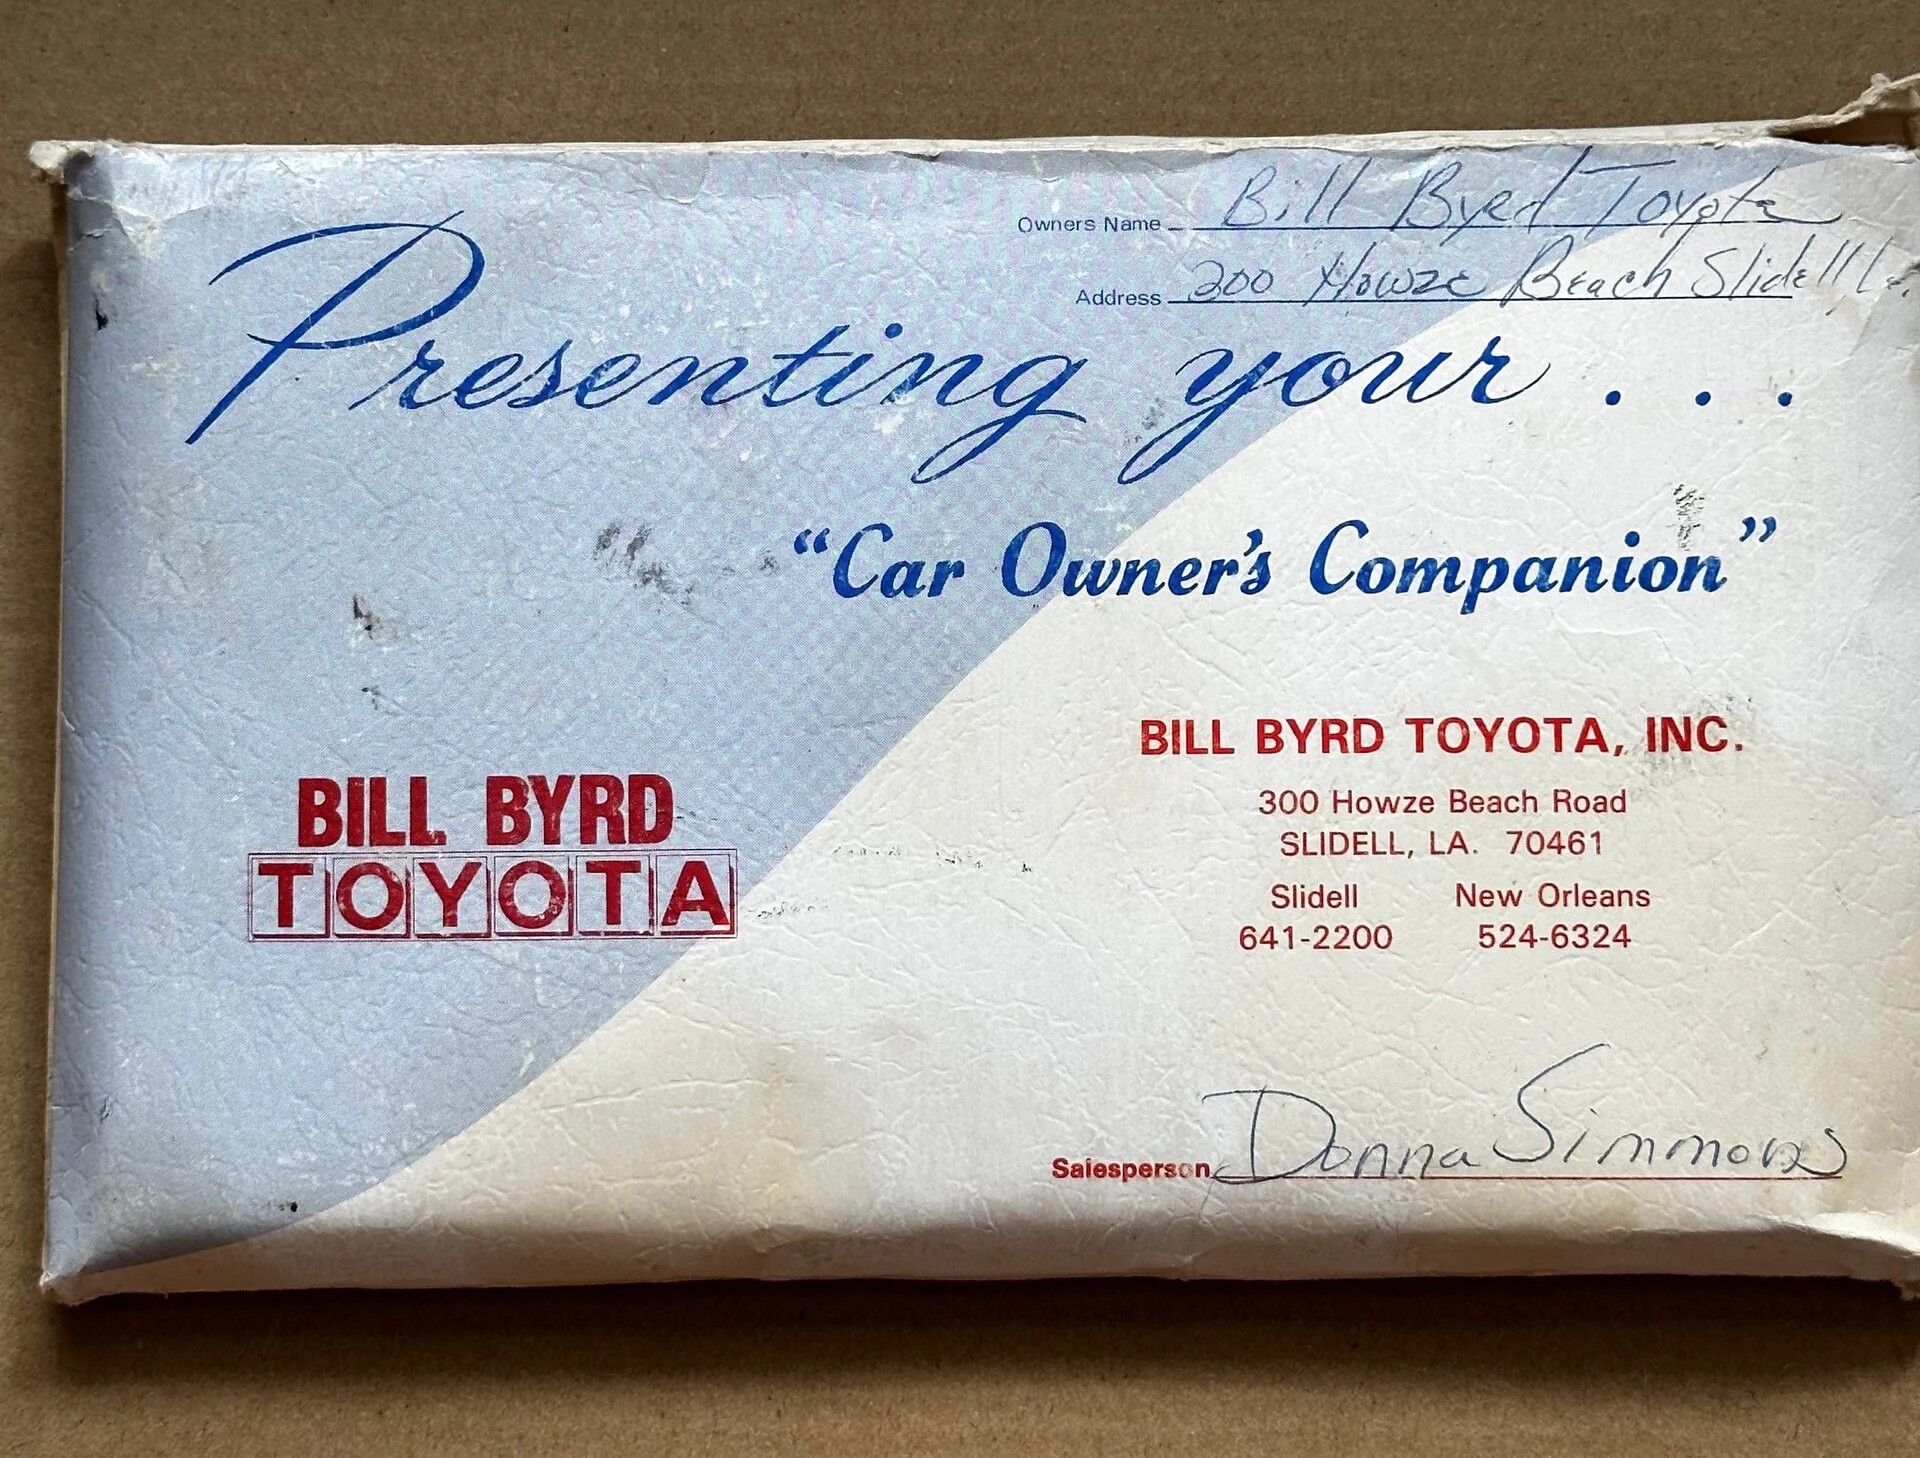 Owners Name Bill Byrd Toyota
Address 300 Howze Beach Slidell La.
Presenting your . . .
“Car Owner's Companion”
BILL BYRD
TOYOTA
BILL BYRD TOYOTA, INC.
300 Howze Beach Road
SLIDELL, LA. 70461
Slidell New Orleans
641-2200 524-6324
Salesperson Donna Simmons